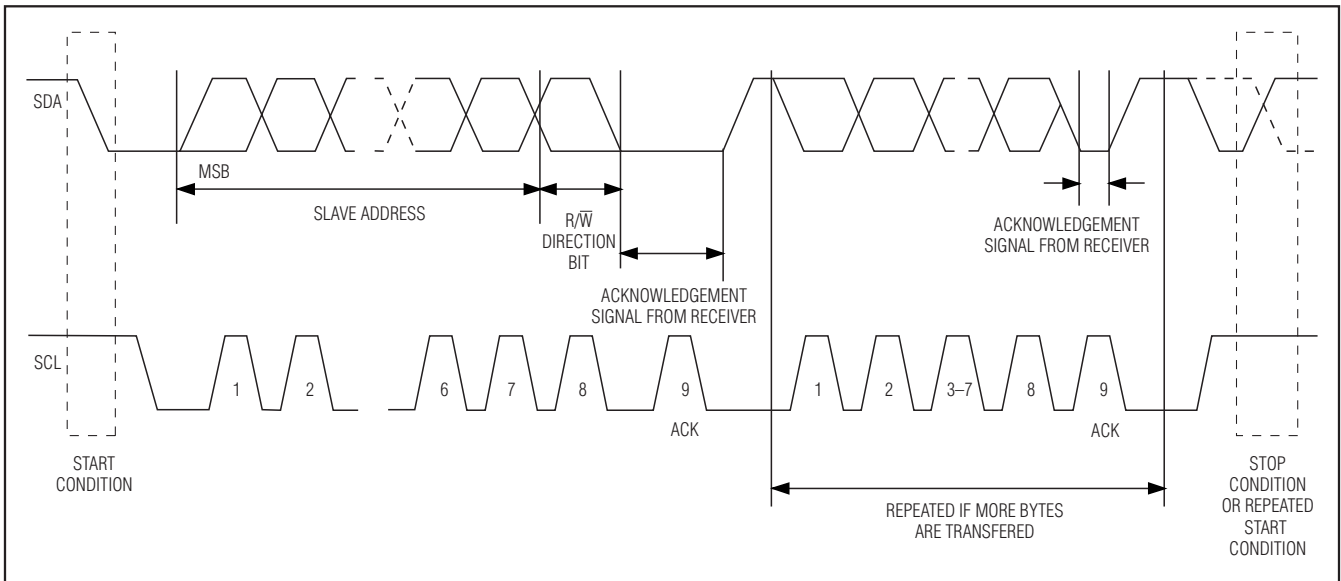 SDA
MSB
SLAVE ADDRESS
R/W̅
DIRECTION
BIT
ACKNOWLEDGEMENT
SIGNAL FROM RECEIVER
ACKNOWLEDGEMENT
SIGNAL FROM RECEIVER
SCL
1
2
6
7
8
9
ACK
1
2
3–7
8
9
ACK
START
CONDITION
REPEATED IF MORE BYTES
ARE TRANSFERED
STOP
CONDITION
OR REPEATED
START
CONDITION